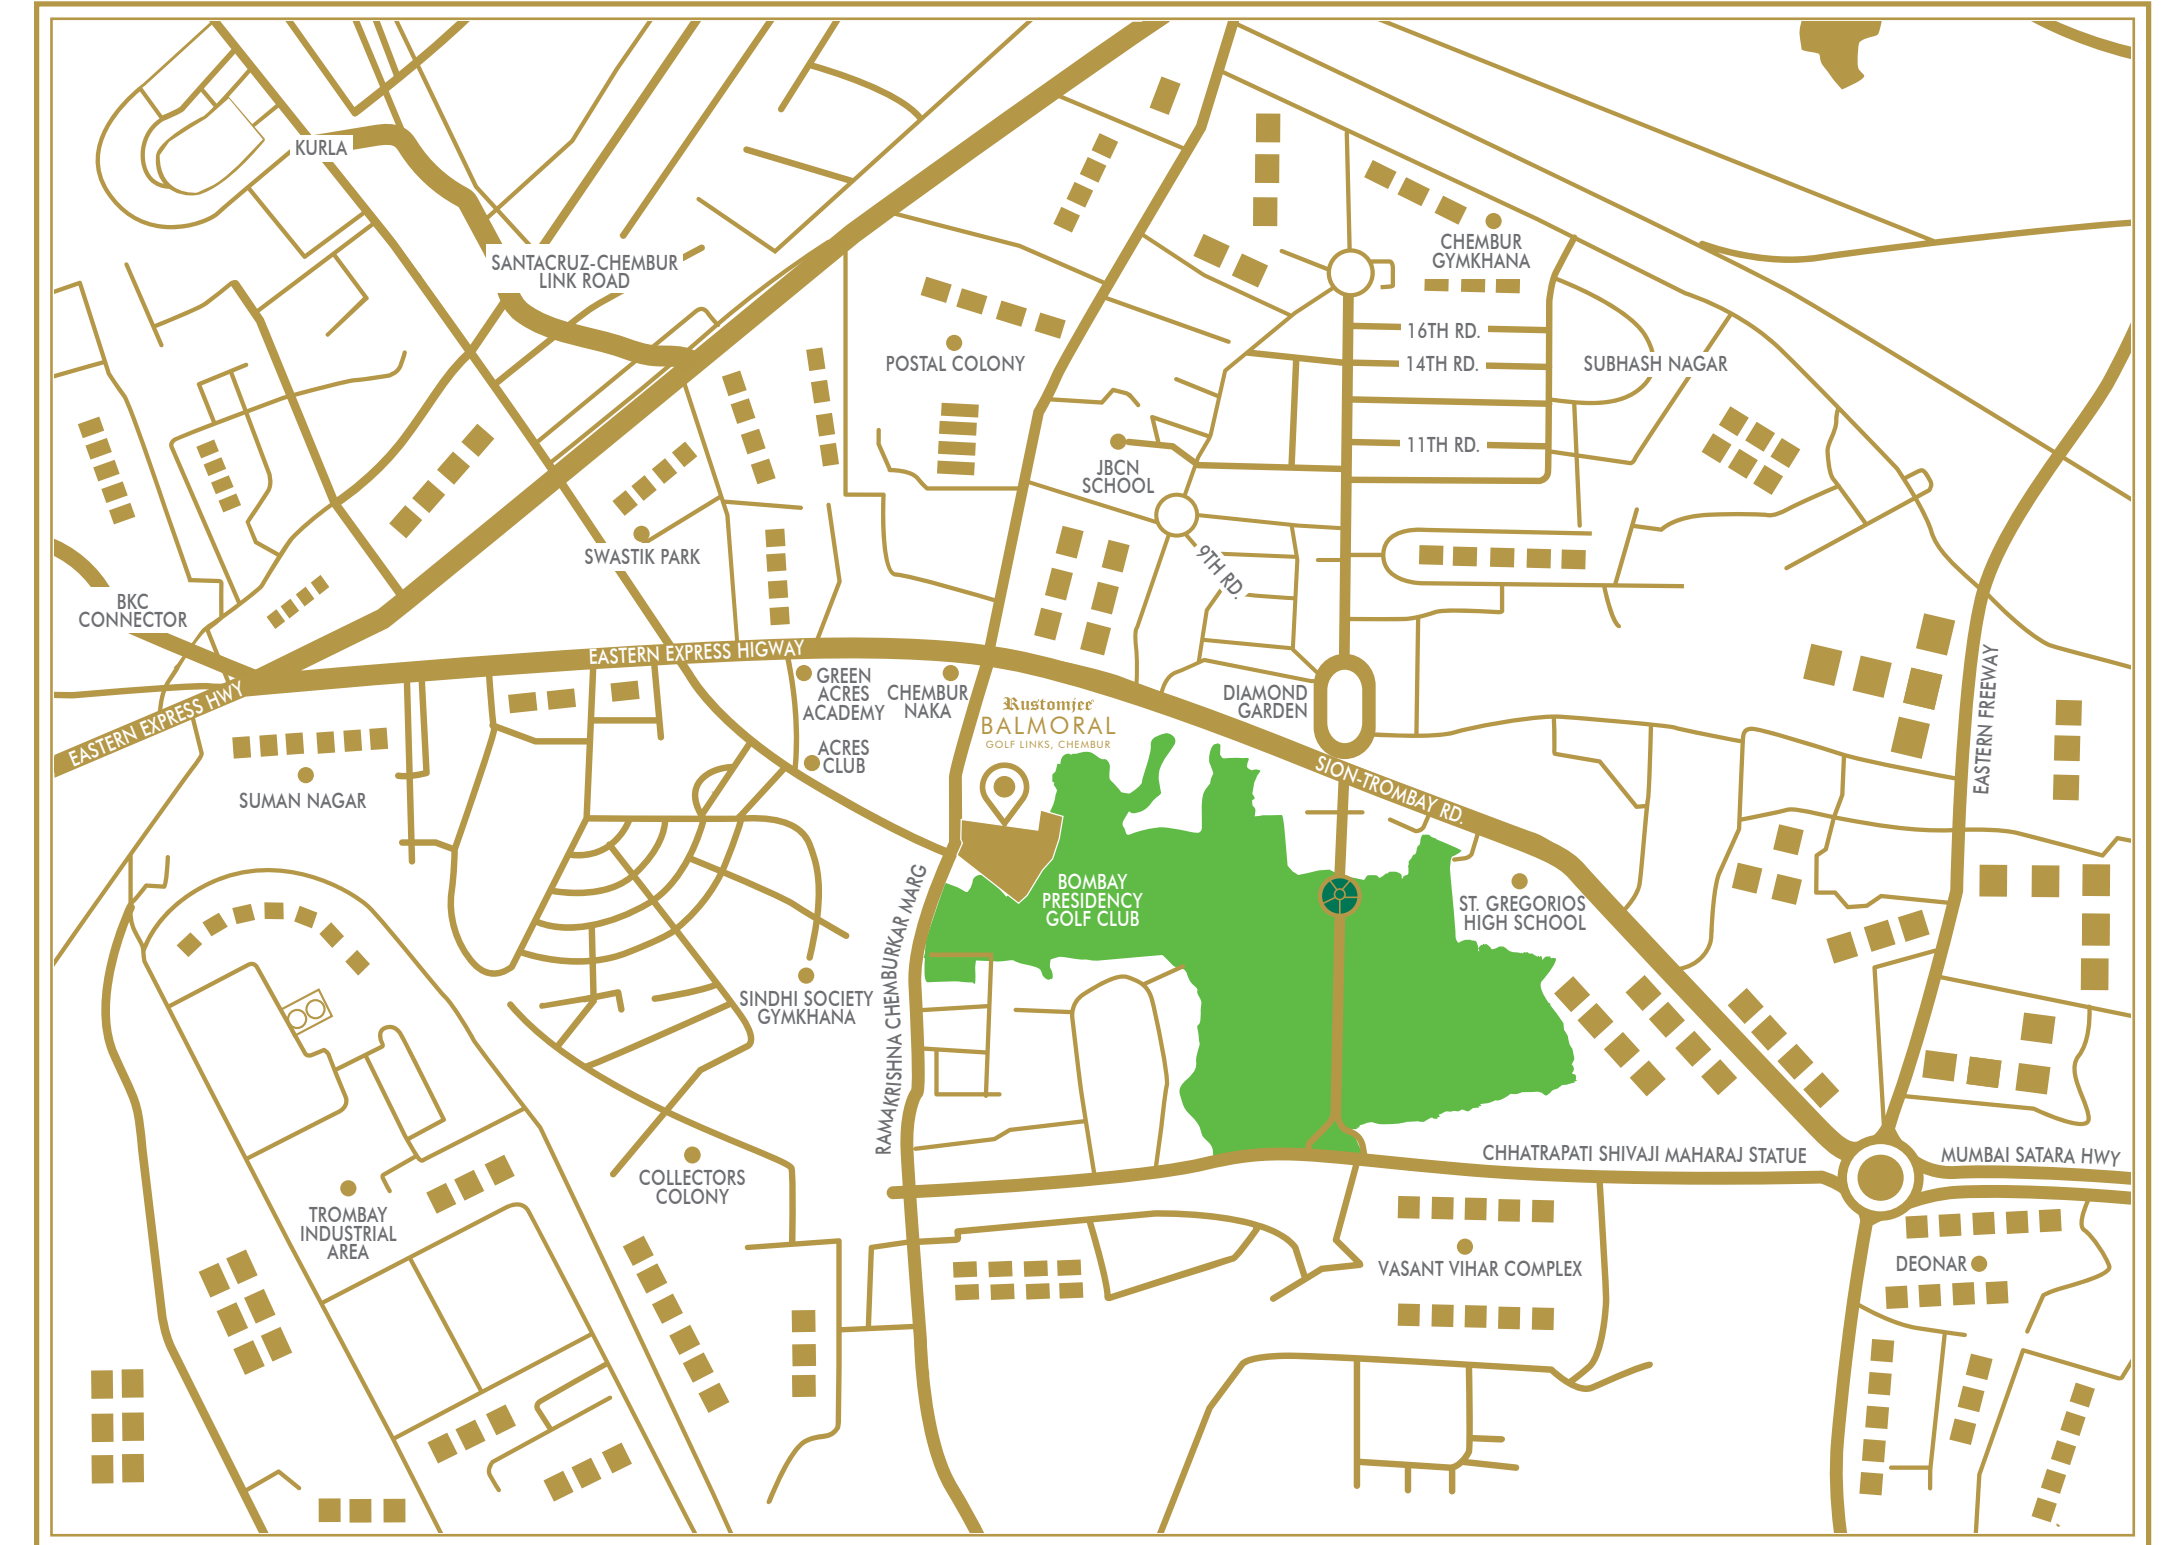 KURLA
SANTACRUZ-CHEMBUR
LINK ROAD
CHEMBUR
GYMKHANA
16TH RD.
14TH RD.
SUBHASH NAGAR
11TH RD.
POSTAL COLONY
JBCN
SCHOOL
SWASTIK PARK
9TH RD.
BKC
CONNECTOR
EASTERN EXPRESS HIGWAY
EASTERN EXPRESS HWY
GREEN
ACRES
ACADEMY
CHEMBUR
NAKA
DIAMOND
GARDEN
Rustomjee
BALMORAL
GOLF LINKS, CHEMBUR
ACRES
CLUB
EASTERN FREEWAY
SION-TROMBAY RD.
SUMAN NAGAR
BOMBAY
PRESIDENCY
GOLF CLUB
ST. GREGORIOS
HIGH SCHOOL
RAMAKRISHNA CHEMBURKAR MARG
SINDHI SOCIETY
GYMKHANA
CHHATRAPATI SHIVAJI MAHARAJ STATUE
MUMBAI SATARA HWY
COLLECTORS
COLONY
TROMBAY
INDUSTRIAL
AREA
VASANT VIHAR COMPLEX
DEONAR